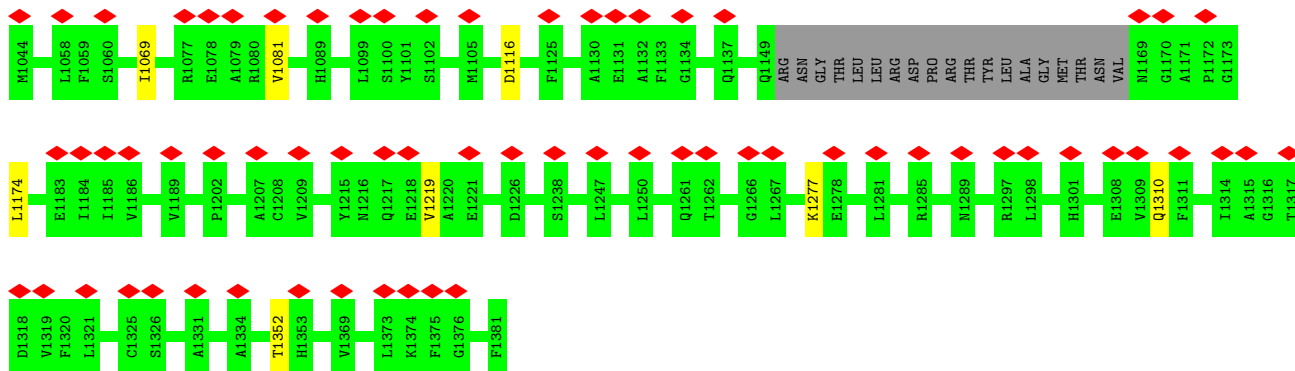 M1044 L1058 F1059 S1060 I1069 R1077 E1078 A1079 R1080 V1081 H1089 L1099 S1100 Y1101 S1102 M1105 D1116 F1125 A1130 E1131 A1132 F1133 G1134 Q1137 Q1149 ARG ASN GLY THR LEU LEU ARG ASP PRO ARG THR TYR LEU ALA GLY MET THR ASN VAL N1169 G1170 A1171 P1172 G1173
L1174 E1183 I1184 I1185 V1186 V1189 P1202 A1207 C1208 V1209 Y1215 N1216 Q1217 E1218 V1219 A1220 E1221 D1226 S1238 L1247 L1250 Q1261 T1262 G1266 L1267 K1277 E1278 L1281 R1285 N1289 R1297 L1298 H1301 E1308 V1309 Q1310 F1311 I1314 A1315 G1316 T1317
D1318 V1319 F1320 L1321 C1325 S1326 A1331 A1334 T1352 H1353 V1369 L1373 K1374 F1375 G1376 F1381